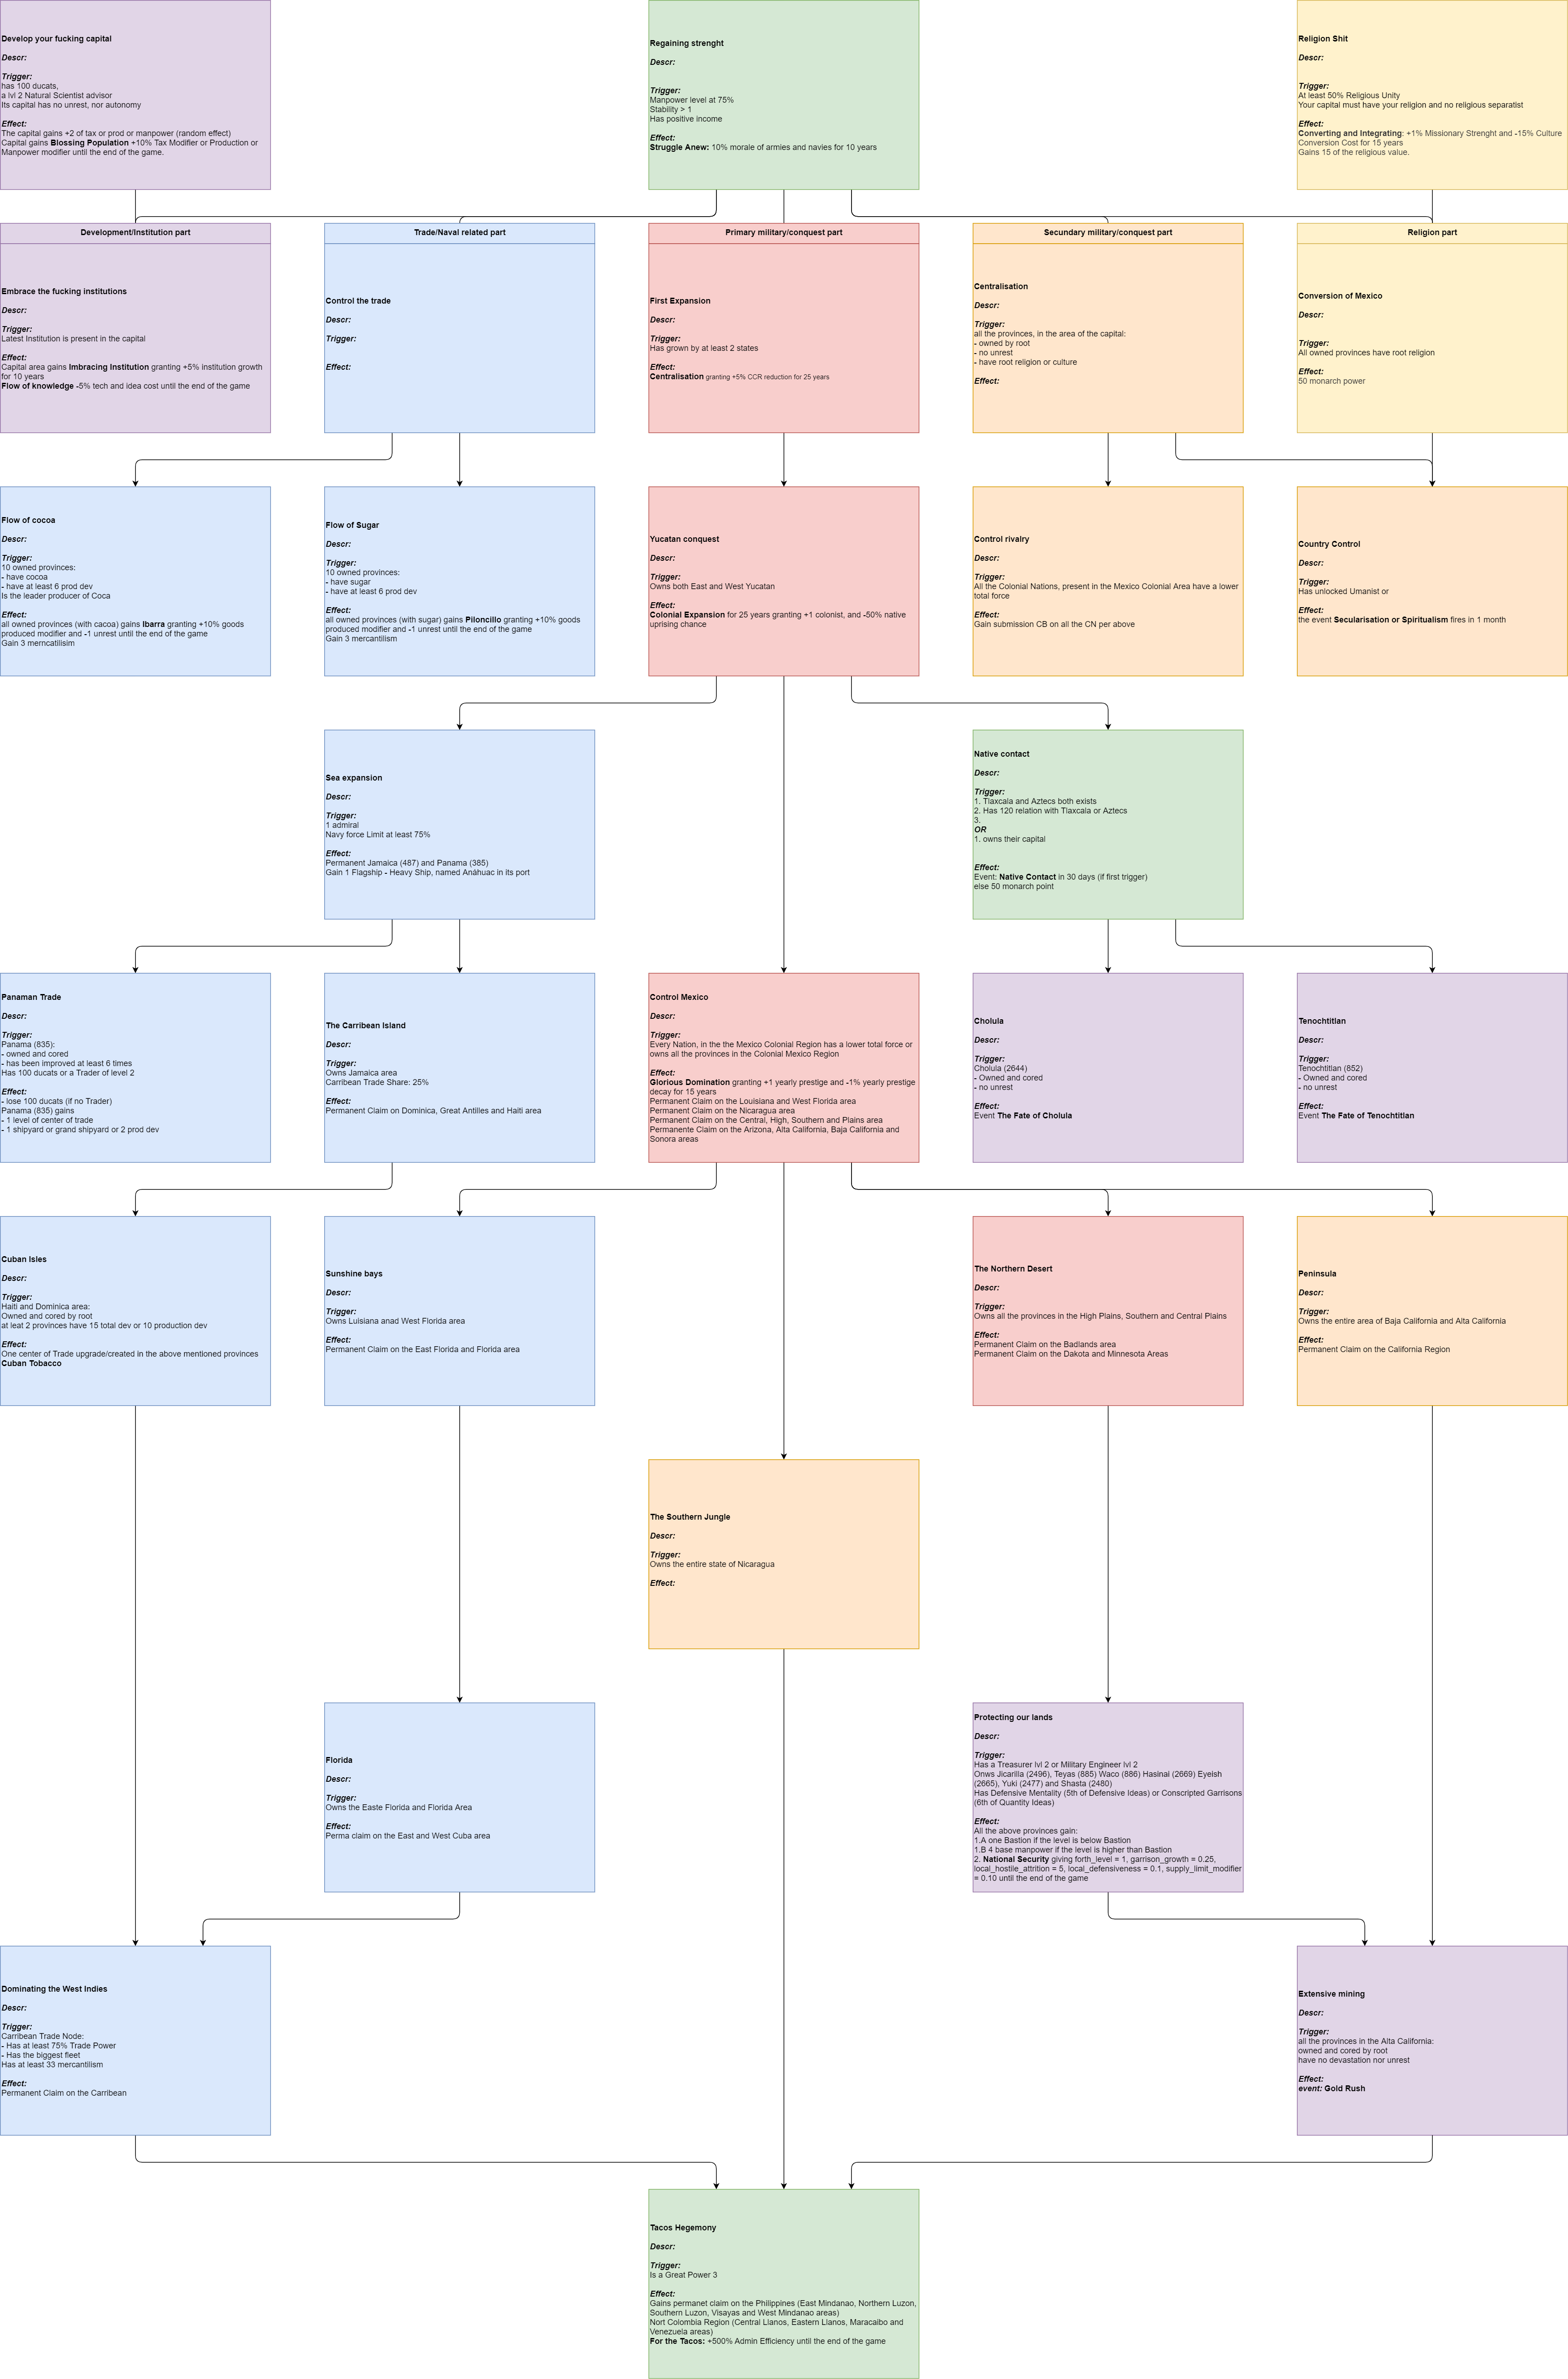 Develop your fucking capital
Descr:
Trigger:
has 100 ducats,
a lvl 2 Natural Scientist advisor
Its capital has no unrest, nor autonomy
Effect:
The capital gains +2 of tax or prod or manpower (random effect)
Capital gains Blossing Population +10% Tax Modifier or Production or
Manpower modifier until the end of the game.
Regaining strenght
Descr:
Trigger:
Manpower level at 75%
Stability > 1
Has positive income
Effect:
Struggle Anew: 10% morale of armies and navies for 10 years
Religion Shit
Descr:
Trigger:
At least 50% Religious Unity
Your capital must have your religion and no religious separatist
Effect:
Converting and Integrating: +1% Missionary Strenght and -15% Culture
Conversion Cost for 15 years
Gains 15 of the religious value.
Development/Institution part
Embrace the fucking institutions
Descr:
Trigger:
Latest Institution is present in the capital
Effect:
Capital area gains Imbracing Institution granting +5% institution growth
for 10 years
Flow of knowledge -5% tech and idea cost until the end of the game
Trade/Naval related part
Control the trade
Descr:
Trigger:
Effect:
Primary military/conquest part
First Expansion
Descr:
Trigger:
Has grown by at least 2 states
Effect:
Centralisation granting +5% CCR reduction for 25 years
Secundary military/conquest part
Centralisation
Descr:
Trigger:
all the provinces, in the area of the capital:
- owned by root
- no unrest
- have root religion or culture
Effect:
Religion part
Conversion of Mexico
Descr:
Trigger:
All owned provinces have root religion
Effect:
50 monarch power
Flow of cocoa
Descr:
Trigger:
10 owned provinces:
- have cocoa
- have at least 6 prod dev
Is the leader producer of Coca
Effect:
all owned provinces (with cacoa) gains Ibarra granting +10% goods
produced modifier and -1 unrest until the end of the game
Gain 3 merncatilisim
Flow of Sugar
Descr:
Trigger:
10 owned provinces:
- have sugar
- have at least 6 prod dev
Effect:
all owned provinces (with sugar) gains Piloncillo granting +10% goods
produced modifier and -1 unrest until the end of the game
Gain 3 mercantilism
Yucatan conquest
Descr:
Trigger:
Owns both East and West Yucatan
Effect:
Colonial Expansion for 25 years granting +1 colonist, and -50% native
uprising chance
Control rivalry
Descr:
Trigger:
All the Colonial Nations, present in the Mexico Colonial Area have a lower
total force
Effect:
Gain submission CB on all the CN per above
Country Control
Descr:
Trigger:
Has unlocked Umanist or
Effect:
the event Secularisation or Spiritualism fires in 1 month
Sea expansion
Descr:
Trigger:
1 admiral
Navy force Limit at least 75%
Effect:
Permanent Jamaica (487) and Panama (385)
Gain 1 Flagship - Heavy Ship, named Anáhuac in its port
Native contact
Descr:
Trigger:
1. Tlaxcala and Aztecs both exists
2. Has 120 relation with Tlaxcala or Aztecs
3.
OR
1. owns their capital
Effect:
Event: Native Contact in 30 days (if first trigger)
else 50 monarch point
Panaman Trade
Descr:
Trigger:
Panama (835):
- owned and cored
- has been improved at least 6 times
Has 100 ducats or a Trader of level 2
Effect:
- lose 100 ducats (if no Trader)
Panama (835) gains
- 1 level of center of trade
- 1 shipyard or grand shipyard or 2 prod dev
The Carribean Island
Descr:
Trigger:
Owns Jamaica area
Carribean Trade Share: 25%
Effect:
Permanent Claim on Dominica, Great Antilles and Haiti area
Control Mexico
Descr:
Trigger:
Every Nation, in the the Mexico Colonial Region has a lower total force or
owns all the provinces in the Colonial Mexico Region
Effect:
Glorious Domination granting +1 yearly prestige and -1% yearly prestige
decay for 15 years
Permanent Claim on the Louisiana and West Florida area
Permanent Claim on the Nicaragua area
Permanent Claim on the Central, High, Southern and Plains area
Permanente Claim on the Arizona, Alta California, Baja California and
Sonora areas
Cholula
Descr:
Trigger:
Cholula (2644)
- Owned and cored
- no unrest
Effect:
Event The Fate of Cholula
Tenochtitlan
Descr:
Trigger:
Tenochtitlan (852)
- Owned and cored
- no unrest
Effect:
Event The Fate of Tenochtitlan
Cuban Isles
Descr:
Trigger:
Haiti and Dominica area:
Owned and cored by root
at leat 2 provinces have 15 total dev or 10 production dev
Effect:
One center of Trade upgrade/created in the above mentioned provinces
Cuban Tobacco
Sunshine bays
Descr:
Trigger:
Owns Luisiana anad West Florida area
Effect:
Permanent Claim on the East Florida and Florida area
The Northern Desert
Descr:
Trigger:
Owns all the provinces in the High Plains, Southern and Central Plains
Effect:
Permanent Claim on the Badlands area
Permanent Claim on the Dakota and Minnesota Areas
Peninsula
Descr:
Trigger:
Owns the entire area of Baja California and Alta California
Effect:
Permanent Claim on the California Region
The Southern Jungle
Descr:
Trigger:
Owns the entire state of Nicaragua
Effect:
Florida
Descr:
Trigger:
Owns the Easte Florida and Florida Area
Effect:
Perma claim on the East and West Cuba area
Protecting our lands
Descr:
Trigger:
Has a Treasurer lvl 2 or Military Engineer lvl 2
Onws Jicarilla (2496), Teyas (885) Waco (886) Hasinai (2669) Eyeish
(2665), Yuki (2477) and Shasta (2480)
Has Defensive Mentality (5th of Defensive Ideas) or Conscripted Garrisons
(6th of Quantity Ideas)
Effect:
All the above provinces gain:
1.A one Bastion if the level is below Bastion
1.B 4 base manpower if the level is higher than Bastion
2. National Security giving forth_level = 1, garrison_growth = 0.25,
local_hostile_attrition = 5, local_defensiveness = 0.1, supply_limit_modifier
= 0.10 until the end of the game
Dominating the West Indies
Descr:
Trigger:
Carribean Trade Node:
- Has at least 75% Trade Power
- Has the biggest fleet
Has at least 33 mercantilism
Effect:
Permanent Claim on the Carribean
Extensive mining
Descr:
Trigger:
all the provinces in the Alta California:
owned and cored by root
have no devastation nor unrest
Effect:
event: Gold Rush
Tacos Hegemony
Descr:
Trigger:
Is a Great Power 3
Effect:
Gains permanet claim on the Philippines (East Mindanao, Northern Luzon,
Southern Luzon, Visayas and West Mindanao areas)
Nort Colombia Region (Central Llanos, Eastern Llanos, Maracaibo and
Venezuela areas)
For the Tacos: +500% Admin Efficiency until the end of the game